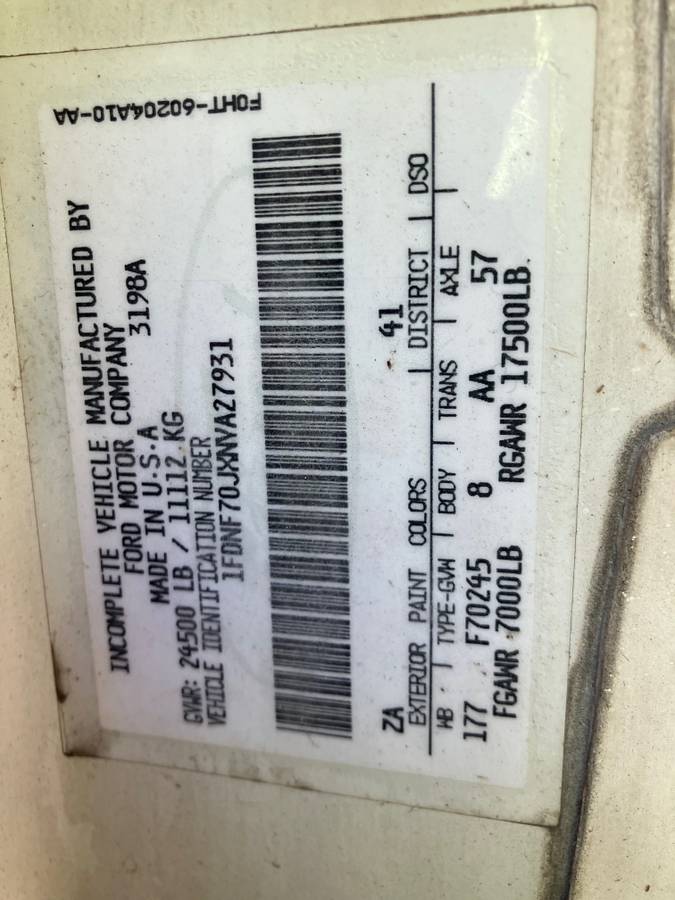 FOHT-60204A10-AA
INCOMPLETE VEHICLE MANUFACTURED BY
FORD MOTOR COMPANY
3198A
MADE IN U.S.A
GVWR: 24500 LB / 11112 KG
VEHICLE IDENTIFICATION NUMBER
1FDNF70JXNVA27931
ZA 41
EXTERIOR PAINT COLORS DISTRICT DSO
WB TYPE-GVW BODY TRANS AXLE
177 F70245 8 AA 57
FGAWR 7000LB RGAWR 17500LB